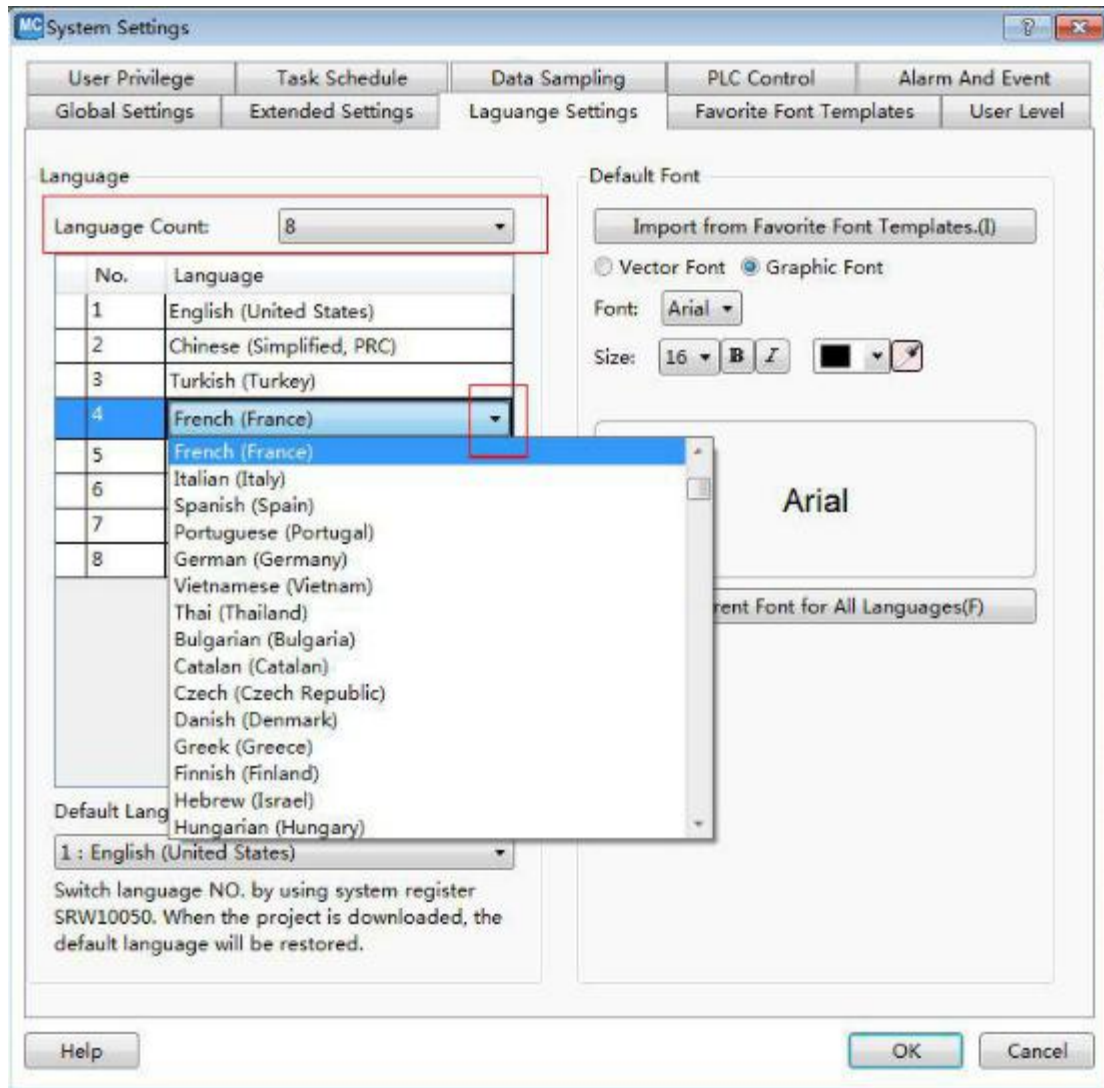 MC System Settings
User Privilege Task Schedule Data Sampling PLC Control Alarm And Event
Global Settings Extended Settings Laguange Settings Favorite Font Templates User Level
Language
Language Count: 8
No. Language
1 English (United States)
2 Chinese (Simplified, PRC)
3 Turkish (Turkey)
4 French (France)
5
6
7
8
French (France)
Italian (Italy)
Spanish (Spain)
Portuguese (Portugal)
German (Germany)
Vietnamese (Vietnam)
Thai (Thailand)
Bulgarian (Bulgaria)
Catalan (Catalan)
Czech (Czech Republic)
Danish (Denmark)
Greek (Greece)
Finnish (Finland)
Hebrew (Israel)
Hungarian (Hungary)
Default Lang
1 : English (United States)
Switch language NO. by using system register
SRW10050. When the project is downloaded, the
default language will be restored.
Default Font
Import from Favorite Font Templates.(I)
Vector Font Graphic Font
Font: Arial
Size: 16 B I
Arial
rent Font for All Languages(F)
Help OK Cancel